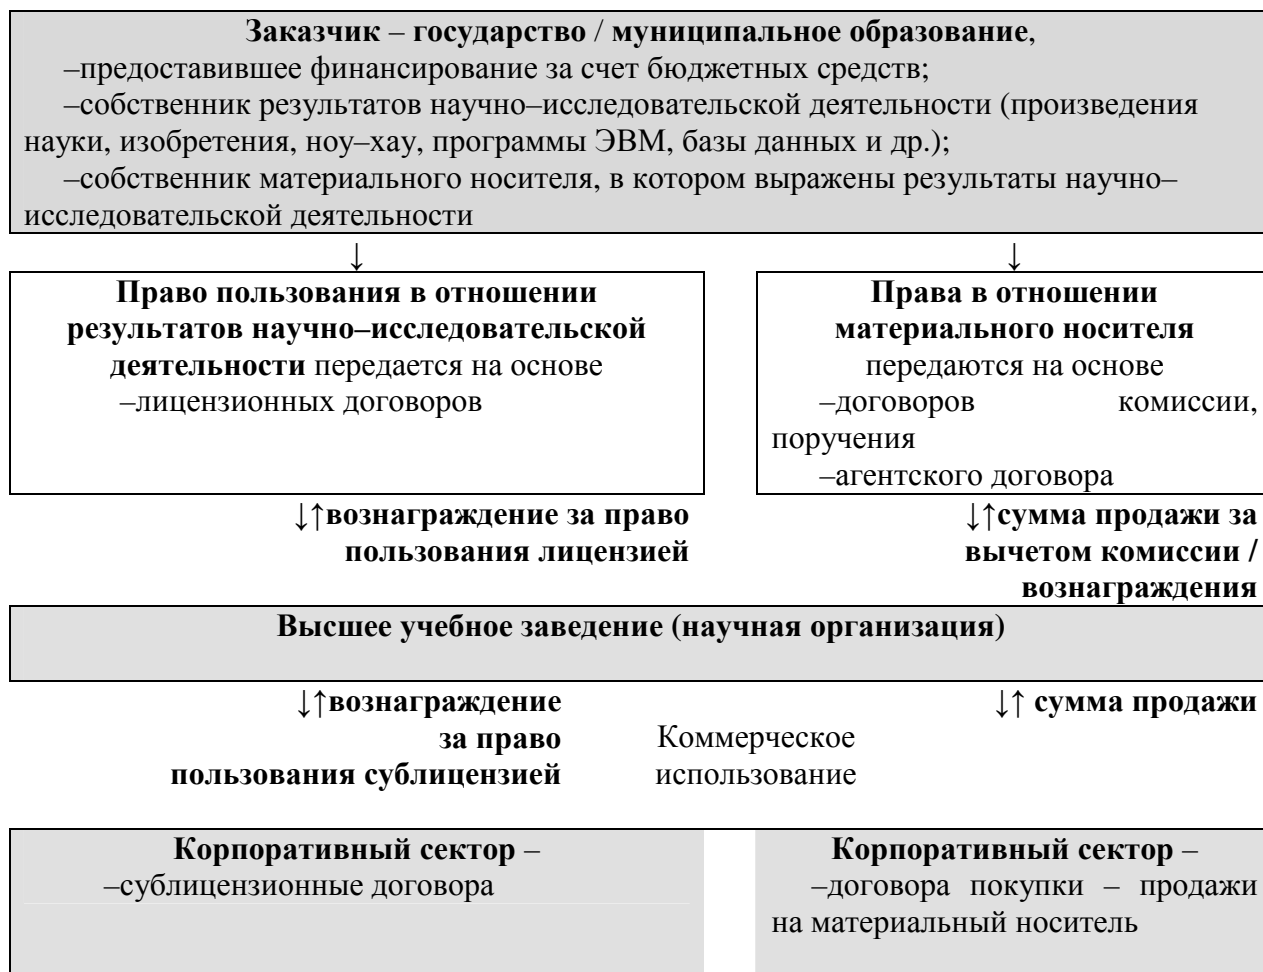 Заказчик – государство / муниципальное образование,
–предоставившее финансирование за счет бюджетных средств;
–собственник результатов научно–исследовательской деятельности (произведения
науки, изобретения, ноу–хау, программы ЭВМ, базы данных и др.);
–собственник материального носителя, в котором выражены результаты научно–
исследовательской деятельности
↓
↓
Право пользования в отношении
результатов научно–исследовательской
деятельности передается на основе
–лицензионных договоров
Права в отношении
материального носителя
передаются на основе
–договоров комиссии,
поручения
–агентского договора
↓↑вознаграждение за право
пользования лицензией
↓↑сумма продажи за
вычетом комиссии /
вознаграждения
Высшее учебное заведение (научная организация)
↓↑вознаграждение
за право
пользования сублицензией
Коммерческое
использование
↓↑ сумма продажи
Корпоративный сектор –
–сублицензионные договора
Корпоративный сектор –
–договора покупки – продажи
на материальный носитель